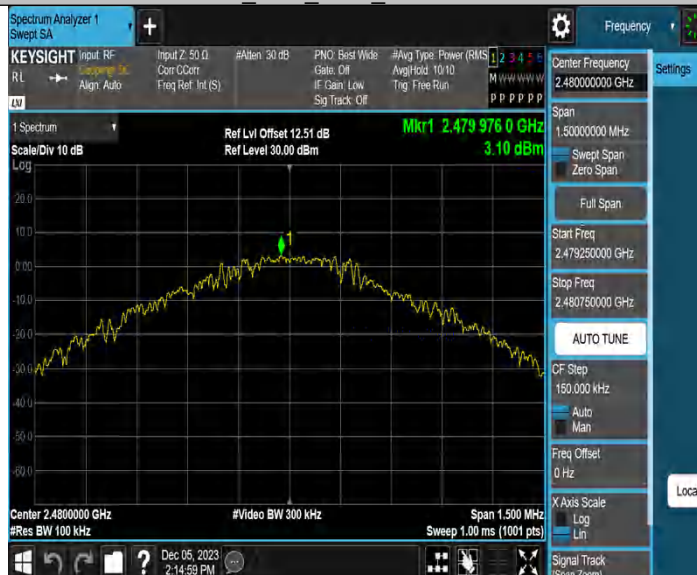 Spectrum Analyzer 1
Swept SA
Frequency
Settings
KEYSIGHT
RL
LXI
Input: RF
Coupling: DC
Align: Auto
Input Z: 50 Ω
Corr CCorr
Freq Ref: Int (S)
#Atten: 30 dB
PNO: Best Wide
Gate: Off
IF Gain: Low
Sig Track: Off
#Avg Type: Power (RMS
Avg|Hold: 10/10
Trig: Free Run
1 2 3 4 5 6
M W W W W W
P P P P P P
1 Spectrum
Scale/Div 10 dB
Log
Ref Lvl Offset 12.51 dB
Ref Level 30.00 dBm
Mkr1 2.479 976 0 GHz
3.10 dBm
20.0
10.0
0.00
-10.0
-20.0
-30.0
-40.0
-50.0
-60.0
1
Center 2.4800000 GHz
#Res BW 100 kHz
#Video BW 300 kHz
Span 1.500 MHz
Sweep 1.00 ms (1001 pts)
Center Frequency
2.480000000 GHz
Span
1.50000000 MHz
Swept Span
Zero Span
Full Span
Start Freq
2.479250000 GHz
Stop Freq
2.480750000 GHz
AUTO TUNE
CF Step
150.000 kHz
Auto
Man
Freq Offset
0 Hz
X Axis Scale
Log
Lin
Signal Track
(Span Zoom)
Loca
?
Dec 05, 2023
2:14:59 PM